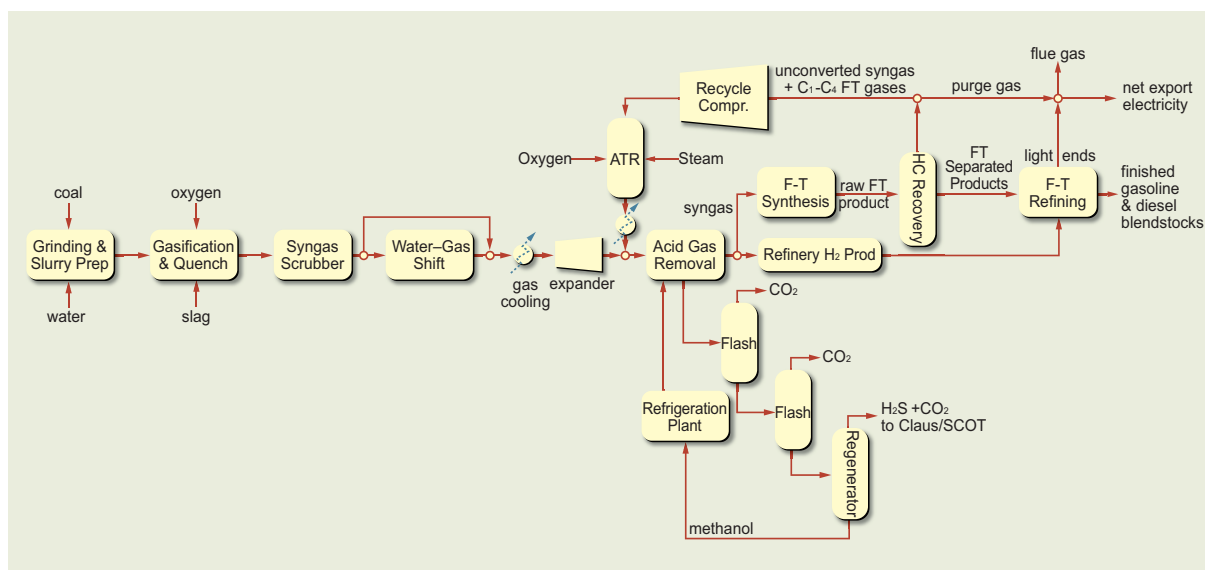 flue gas
unconverted syngas
+ C₁-C₄ FT gases
purge gas
net export
electricity
Recycle
Compr.
Oxygen
ATR
Steam
HC Recovery
FT
Separated
Products
light ends
F-T
Refining
finished
gasoline
& diesel
blendstocks
F-T
Synthesis
raw FT
product
syngas
coal
oxygen
Grinding &
Slurry Prep
Gasification
& Quench
Syngas
Scrubber
Water–Gas
Shift
gas
cooling
expander
Acid Gas
Removal
Refinery H₂ Prod
water
slag
CO₂
Flash
CO₂
Flash
Refrigeration
Plant
H₂S +CO₂
to Claus/SCOT
Regenerator
methanol